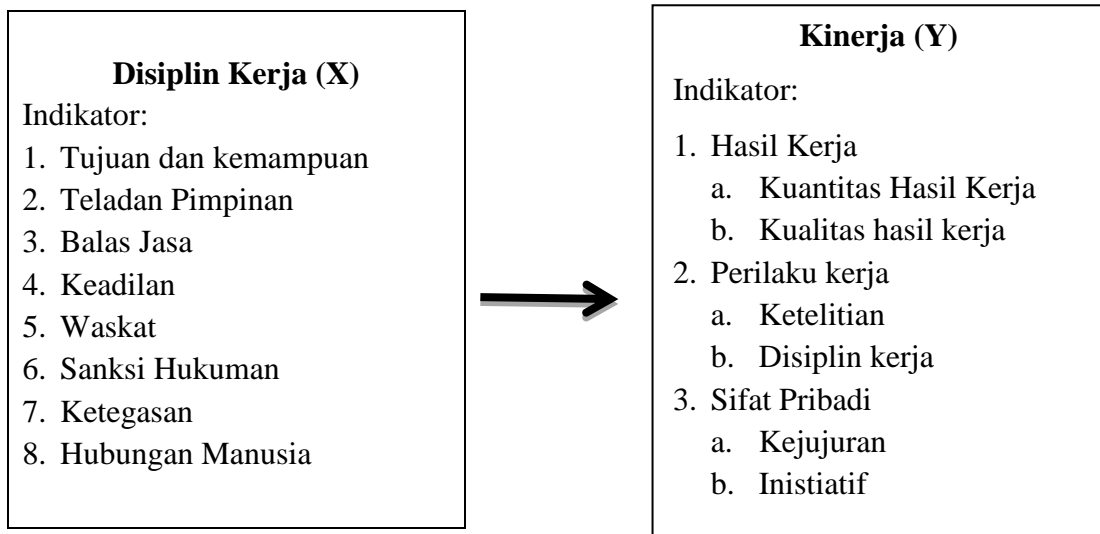 Disiplin Kerja (X)
Indikator:
1. Tujuan dan kemampuan
2. Teladan Pimpinan
3. Balas Jasa
4. Keadilan
5. Waskat
6. Sanksi Hukuman
7. Ketegasan
8. Hubungan Manusia
Kinerja (Y)
Indikator:
1. Hasil Kerja
a. Kuantitas Hasil Kerja
b. Kualitas hasil kerja
2. Perilaku kerja
a. Ketelitian
b. Disiplin kerja
3. Sifat Pribadi
a. Kejujuran
b. Inistiatif